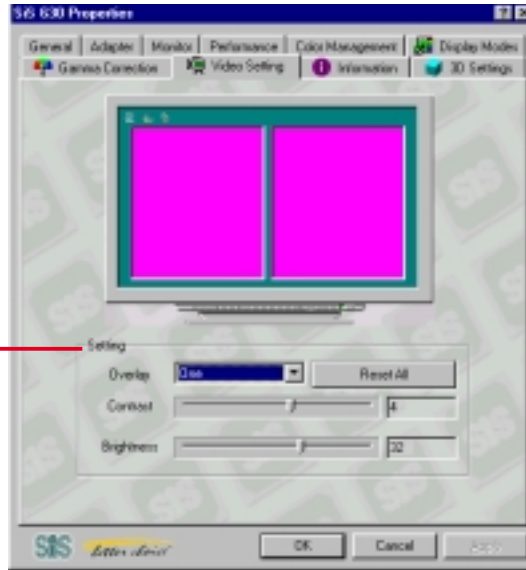 SiS 630 Properties
General Adapter Monitor Performance Color Management Display Modes
Gamma Correction Video Setting Information 3D Settings
Setting
Overlay One Reset All
Contrast 4
Brightness 32
SiS
OK Cancel Apply